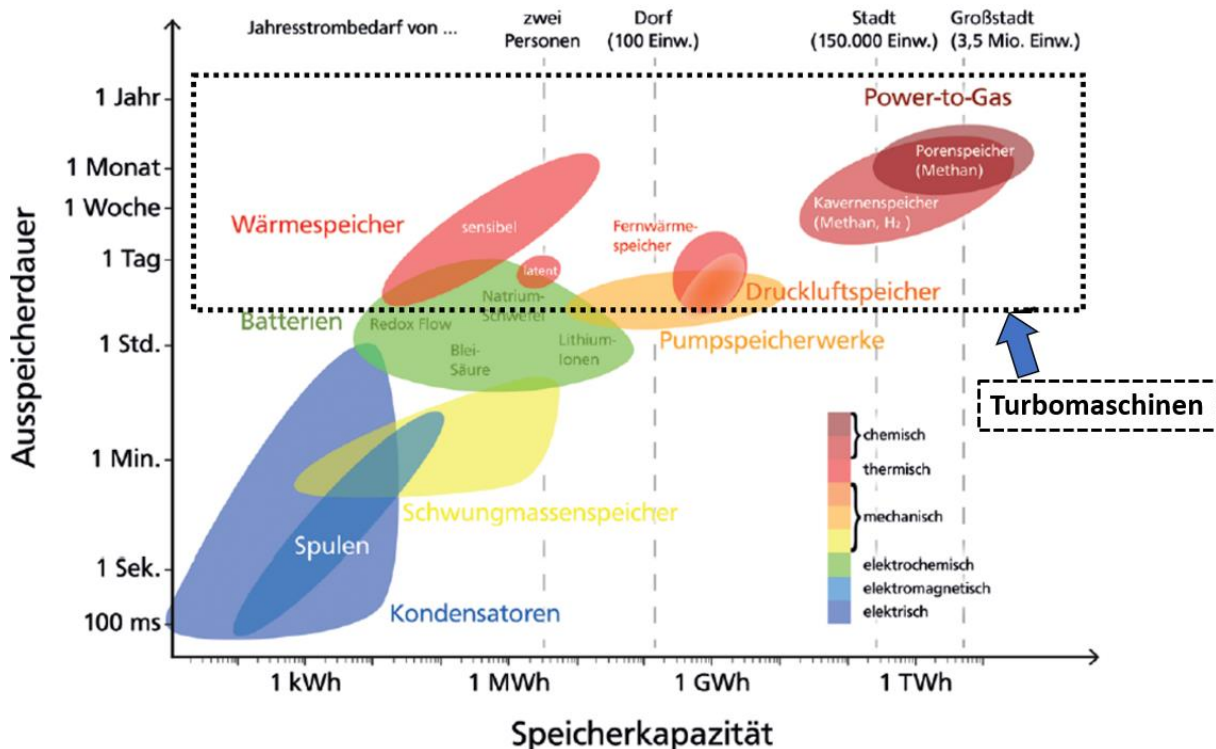 Jahresstrombedarf von ...
zwei
Personen
Dorf
(100 Einw.)
Stadt
(150.000 Einw.)
Großstadt
(3,5 Mio. Einw.)
Ausspeicherdauer
1 Jahr
1 Monat
1 Woche
1 Tag
1 Std.
1 Min.
1 Sek.
100 ms
Power-to-Gas
Porenspeicher
(Methan)
Kavernenspeicher
(Methan, H₂ )
Wärmespeicher
sensibel
latent
Fernwärme-
speicher
Druckluftspeicher
Pumpspeicherwerke
Batterien
Redox Flow
Natrium-
Schwefel
Blei-
Säure
Lithium-
Ionen
Turbomaschinen
Schwungmassenspeicher
Spulen
Kondensatoren
chemisch
thermisch
mechanisch
elektrochemisch
elektromagnetisch
elektrisch
1 kWh
1 MWh
1 GWh
1 TWh
Speicherkapazität